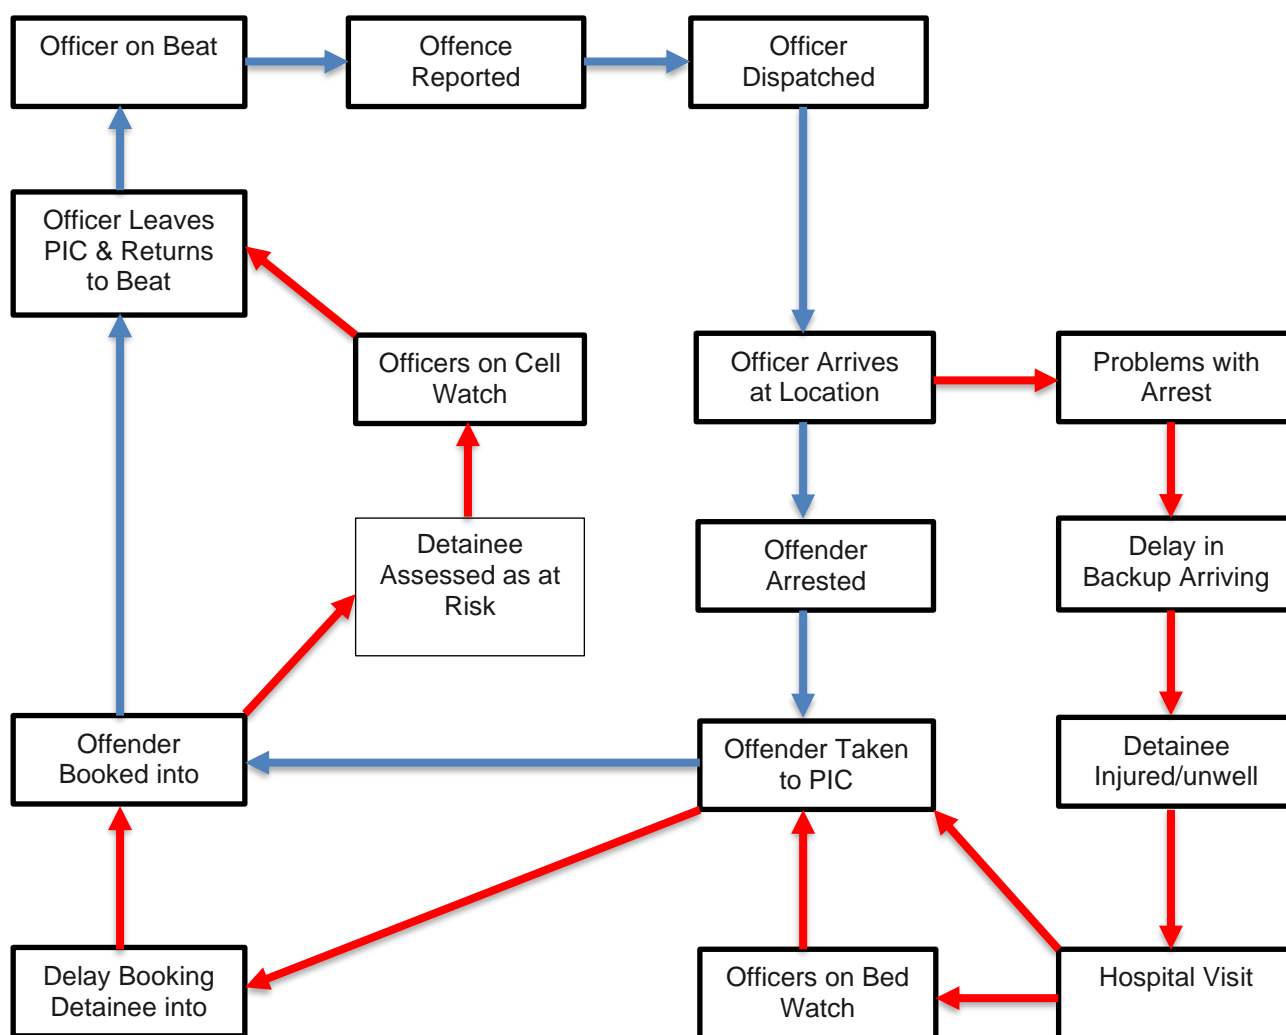 Officer on Beat
Offence
Reported
Officer
Dispatched
Officer Leaves
PIC & Returns
to Beat
Officers on Cell
Watch
Officer Arrives
at Location
Problems with
Arrest
Detainee
Assessed as at
Risk
Offender
Arrested
Delay in
Backup Arriving
Offender
Booked into
Offender Taken
to PIC
Detainee
Injured/unwell
Delay Booking
Detainee into
Officers on Bed
Watch
Hospital Visit